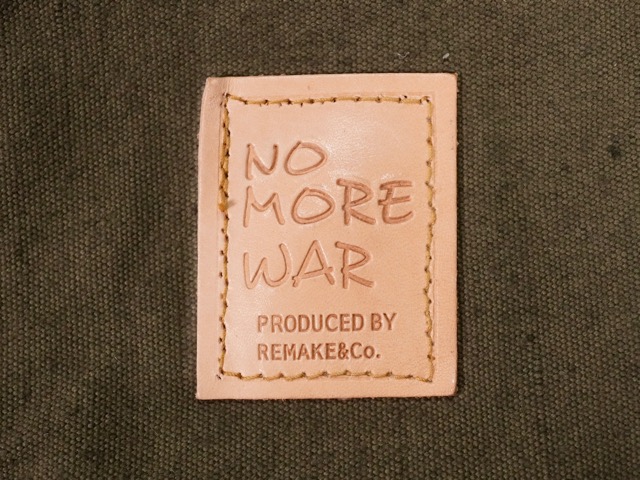 NO
MORE
WAR
PRODUCED BY
REMAKE&Co.